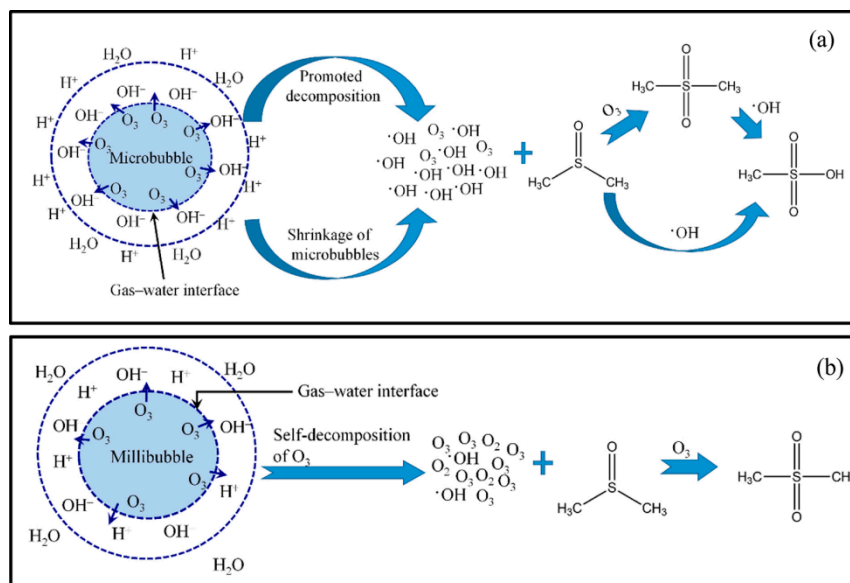 (a)
H₂O H⁺
H⁺ OH⁻ OH⁻ H₂O
OH⁻ O₃ O₃ OH⁻
H⁺ O₃ H⁺
OH⁻ O₃ Microbubble OH⁻
H⁺ O₃ O₃ O₃ H⁺
OH⁻ OH⁻ OH⁻ H⁺
H₂O H⁺ H₂O
Gas–water interface
Promoted
decomposition
Shrinkage of
microbubbles
·OH O₃ ·OH
O₃ ·OH O₃
·OH ·OH ·OH
·OH ·OH ·OH
+
O
S
H₃C CH₃
O₃
O
H₃C S CH₃
O
·OH
O
H₃C S OH
O
·OH
(b)
H₂O OH⁻ H⁺ H₂O
H⁺ O₃
OH O₃ O₃ OH⁻
H⁺ Millibubble
O₃ H⁺
OH⁻ O₃
H₂O H⁺ OH
H₂O
Gas–water interface
Self-decomposition
of O₃
O₃ O₃ O₂ O₃
O₂ ·OH O₃
O₃ O₂ O₂ O₃
·OH O₃
+
O
S
H₃C CH₃
O₃
O
H₃C S CH
O